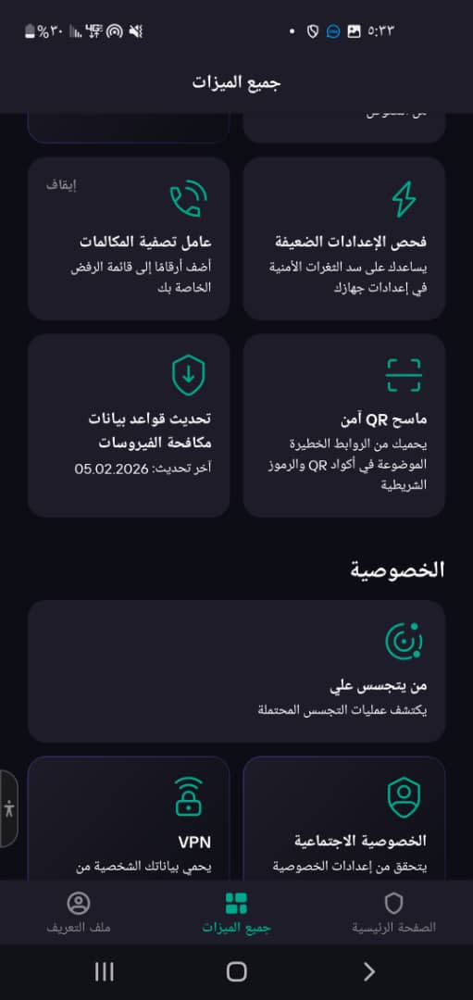 ٥:٣٣
٣٠%
جميع الميزات
فحص الإعدادات الضعيفة
يساعدك على سد الثغرات الأمنية
في إعدادات جهازك
إيقاف
عامل تصفية المكالمات
أضف أرقامًا إلى قائمة الرفض
الخاصة بك
ماسح QR آمن
يحميك من الروابط الخطيرة
الموضوعة في أكواد QR والرموز
الشريطية
تحديث قواعد بيانات
مكافحة الفيروسات
آخر تحديث: 05.02.2026
الخصوصية
من يتجسس علي
يكتشف عمليات التجسس المحتملة
الخصوصية الاجتماعية
يتحقق من إعدادات الخصوصية
VPN
يحمي بياناتك الشخصية من
الصفحة الرئيسية
جميع الميزات
ملف التعريف